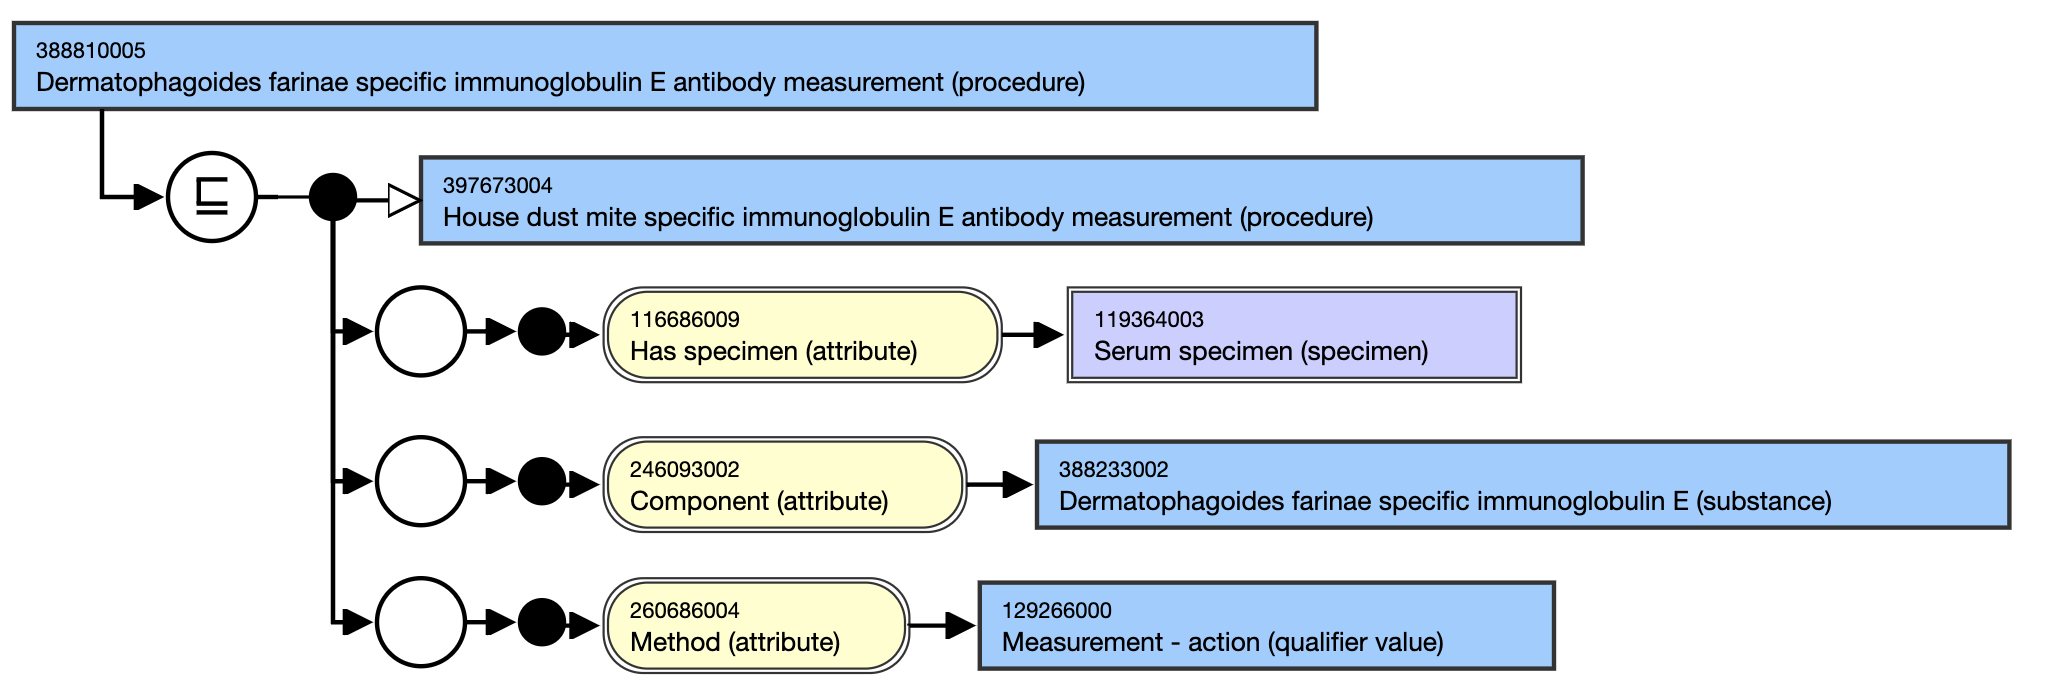 388810005
Dermatophagoides farinae specific immunoglobulin E antibody measurement (procedure)
⊑
397673004
House dust mite specific immunoglobulin E antibody measurement (procedure)
116686009
Has specimen (attribute)
119364003
Serum specimen (specimen)
246093002
Component (attribute)
388233002
Dermatophagoides farinae specific immunoglobulin E (substance)
260686004
Method (attribute)
129266000
Measurement - action (qualifier value)